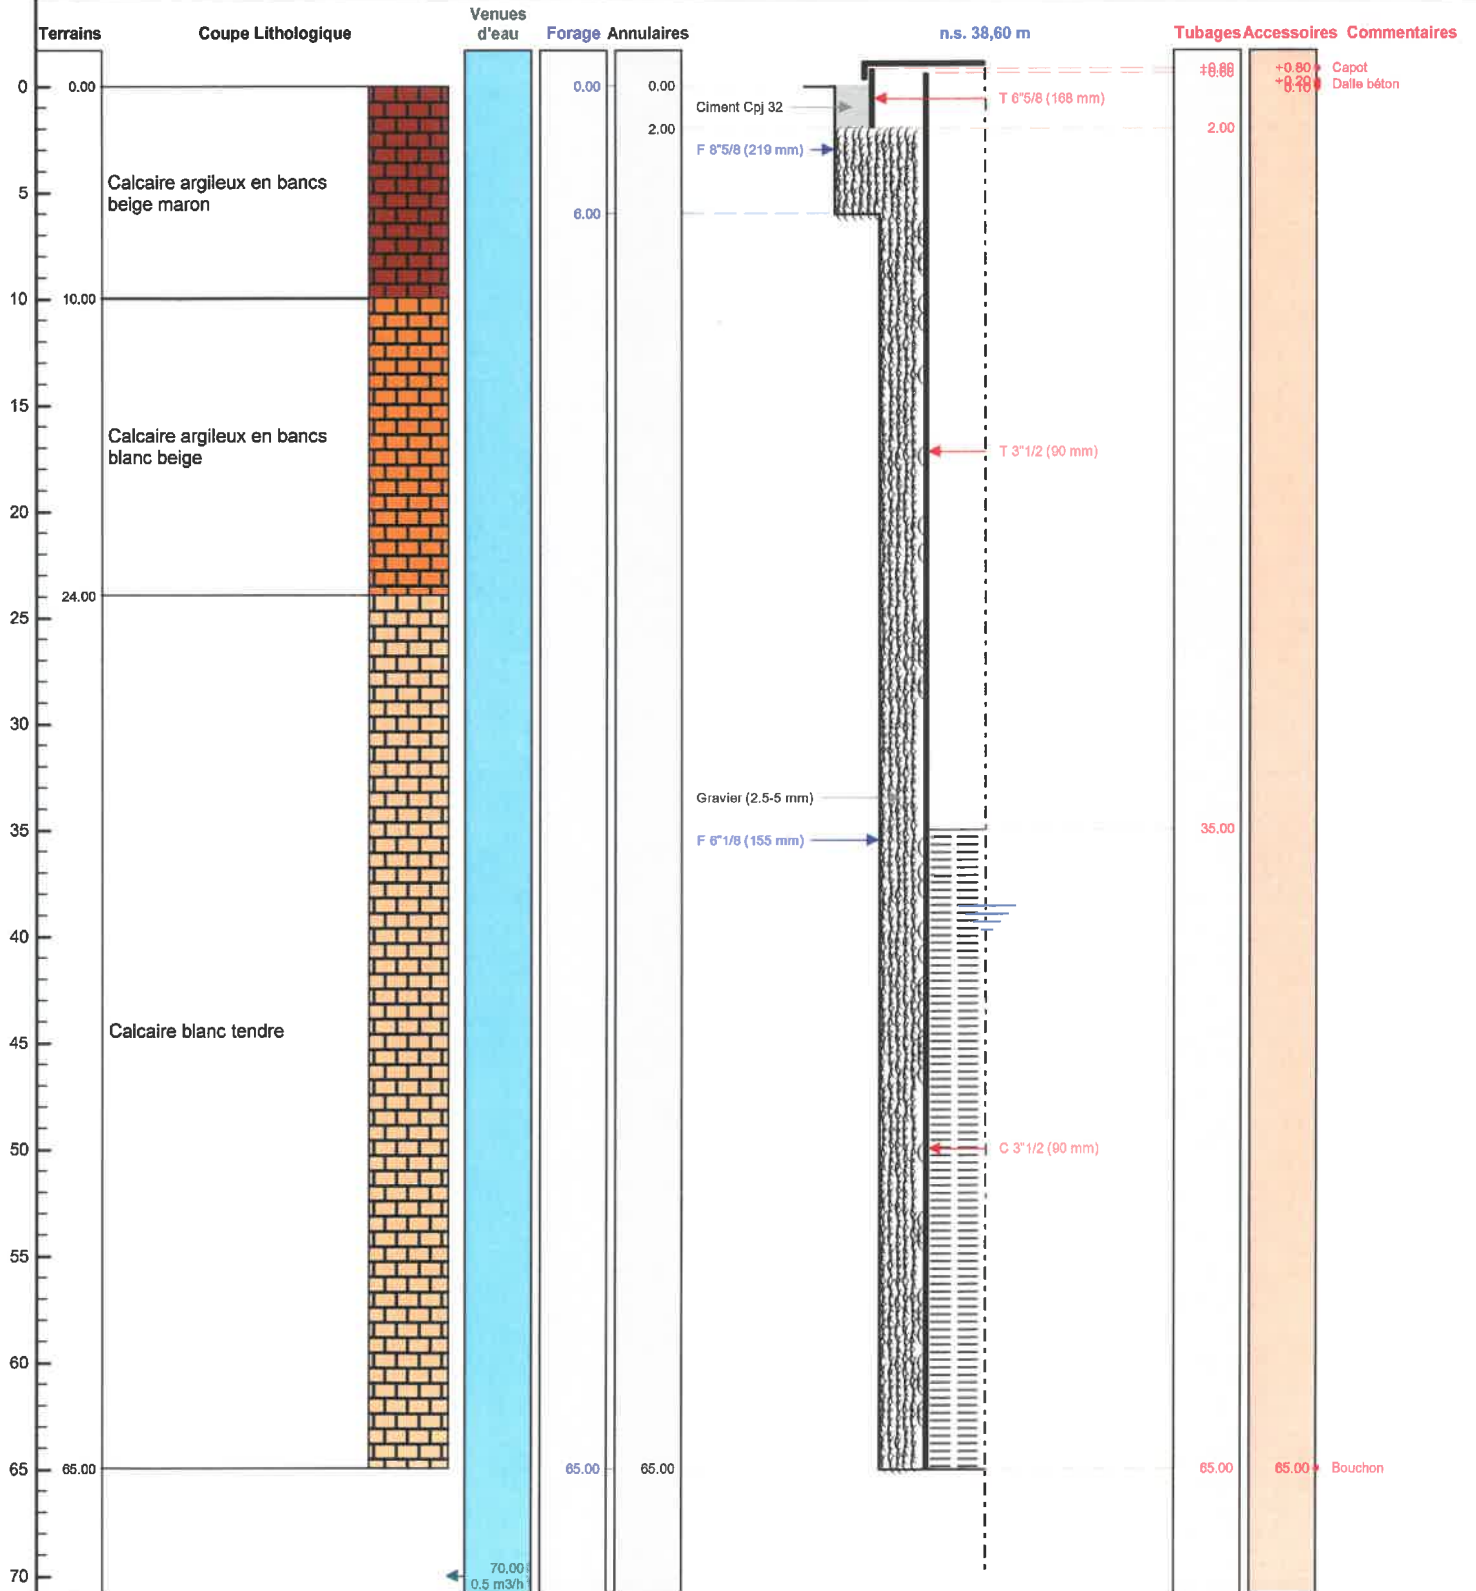 Venues
d'eau
Terrains Coupe Lithologique Forage Annulaires n.s. 38,60 m Tubages Accessoires Commentaires
+0.80 Capot
+0.20
Dalle béton
0 0.00 0.00 0.00
T 6"5/8 (168 mm)
Ciment Cpj 32
2.00 2.00
F 8"5/8 (219 mm)
Calcaire argileux en bancs
beige maron
5
6.00
10 10.00
15
Calcaire argileux en bancs
blanc beige
T 3"1/2 (90 mm)
20
24.00
25
30
Gravier (2.5-5 mm)
35 35.00
F 6"1/8 (155 mm)
40
Calcaire blanc tendre
45
50 C 3"1/2 (90 mm)
55
60
65 65.00 65.00 65.00 65.00 65.00 Bouchon
70 70,00
0.5 m3/h